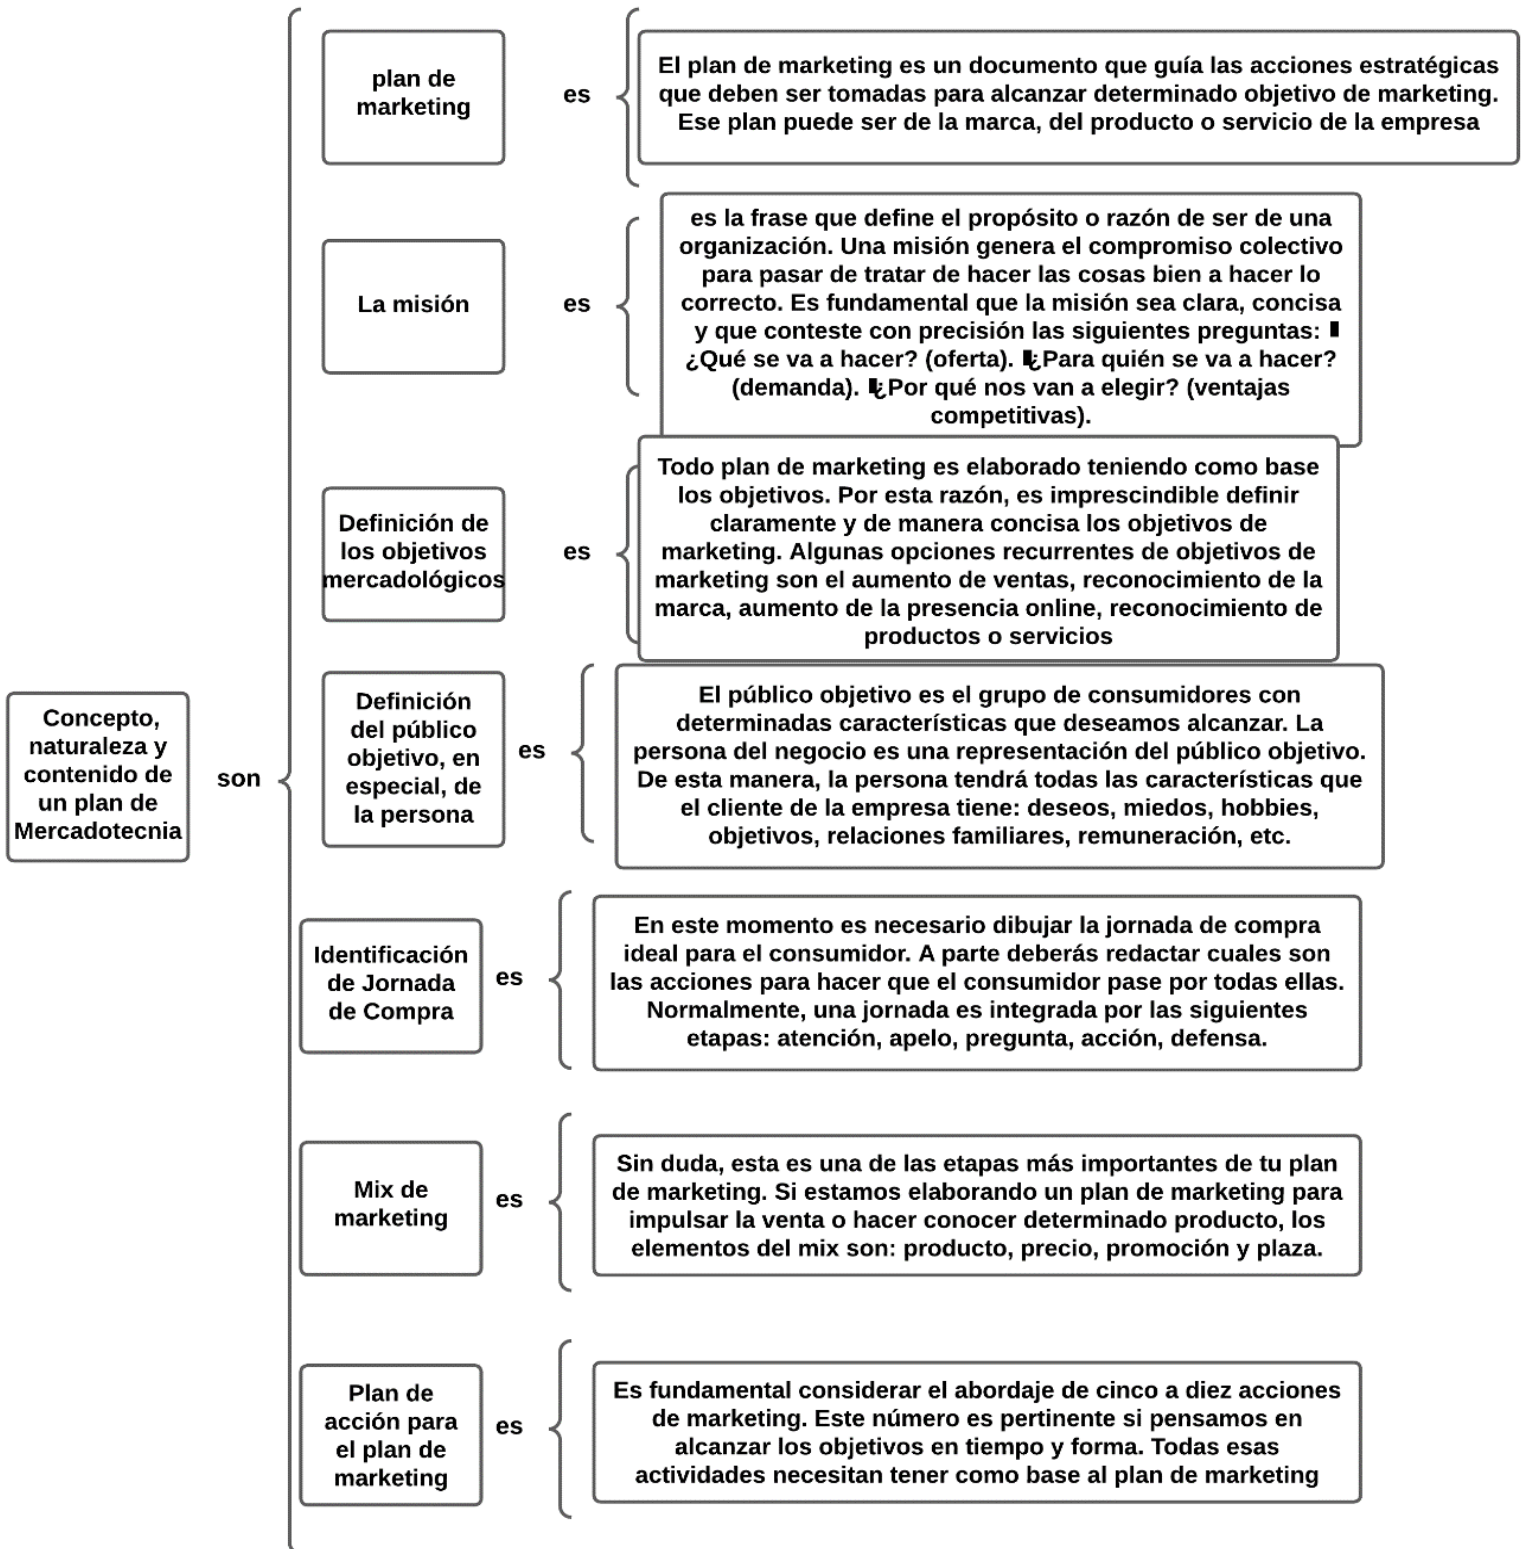 plan de
marketing
es
El plan de marketing es un documento que guía las acciones estratégicas
que deben ser tomadas para alcanzar determinado objetivo de marketing.
Ese plan puede ser de la marca, del producto o servicio de la empresa
La misión
es
es la frase que define el propósito o razón de ser de una
organización. Una misión genera el compromiso colectivo
para pasar de tratar de hacer las cosas bien a hacer lo
correcto. Es fundamental que la misión sea clara, concisa
y que conteste con precisión las siguientes preguntas:
¿Qué se va a hacer? (oferta). ¿Para quién se va a hacer?
(demanda). ¿Por qué nos van a elegir? (ventajas
competitivas).
Definición de
los objetivos
mercadológicos
es
Todo plan de marketing es elaborado teniendo como base
los objetivos. Por esta razón, es imprescindible definir
claramente y de manera concisa los objetivos de
marketing. Algunas opciones recurrentes de objetivos de
marketing son el aumento de ventas, reconocimiento de la
marca, aumento de la presencia online, reconocimiento de
productos o servicios
Concepto,
naturaleza y
contenido de
un plan de
Mercadotecnia
son
Definición
del público
objetivo, en
especial, de
la persona
es
El público objetivo es el grupo de consumidores con
determinadas características que deseamos alcanzar. La
persona del negocio es una representación del público objetivo.
De esta manera, la persona tendrá todas las características que
el cliente de la empresa tiene: deseos, miedos, hobbies,
objetivos, relaciones familiares, remuneración, etc.
Identificación
de Jornada
de Compra
es
En este momento es necesario dibujar la jornada de compra
ideal para el consumidor. A parte deberás redactar cuales son
las acciones para hacer que el consumidor pase por todas ellas.
Normalmente, una jornada es integrada por las siguientes
etapas: atención, apelo, pregunta, acción, defensa.
Mix de
marketing
es
Sin duda, esta es una de las etapas más importantes de tu plan
de marketing. Si estamos elaborando un plan de marketing para
impulsar la venta o hacer conocer determinado producto, los
elementos del mix son: producto, precio, promoción y plaza.
Plan de
acción para
el plan de
marketing
es
Es fundamental considerar el abordaje de cinco a diez acciones
de marketing. Este número es pertinente si pensamos en
alcanzar los objetivos en tiempo y forma. Todas esas
actividades necesitan tener como base al plan de marketing